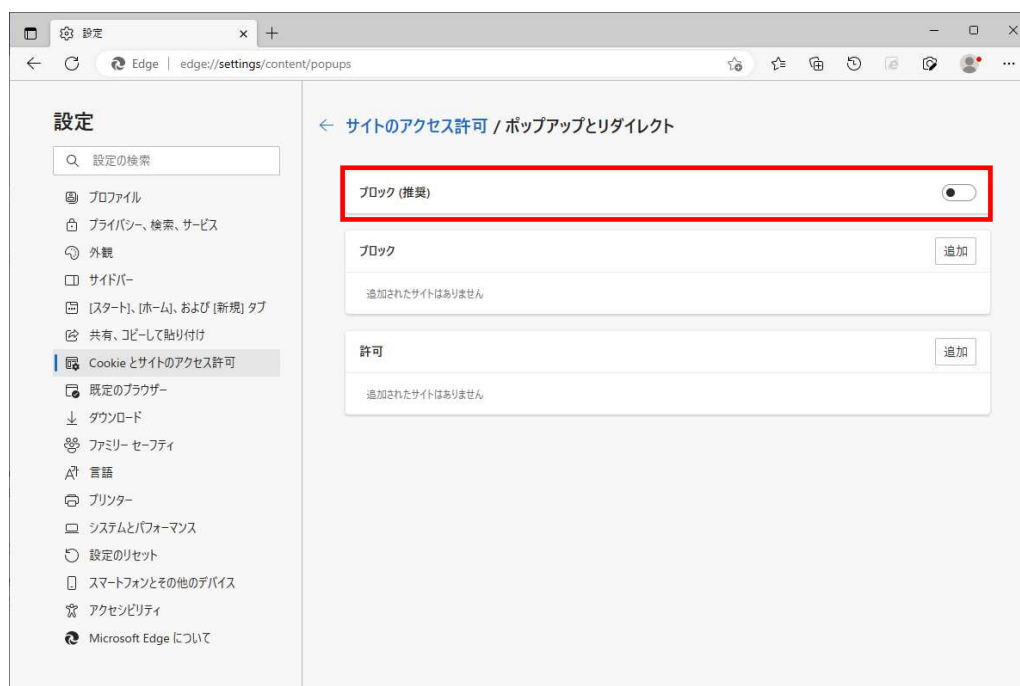 設定
Edge | edge://settings/content/popups
設定
設定の検索
プロファイル
プライバシー、検索、サービス
外観
サイドバー
[スタート]、[ホーム]、および [新規] タブ
共有、コピーして貼り付け
Cookie とサイトのアクセス許可
既定のブラウザー
ダウンロード
ファミリー セーフティ
言語
プリンター
システムとパフォーマンス
設定のリセット
スマートフォンとその他のデバイス
アクセシビリティ
Microsoft Edge について
サイトのアクセス許可 / ポップアップとリダイレクト
ブロック (推奨)
ブロック
追加
追加されたサイトはありません
許可
追加
追加されたサイトはありません